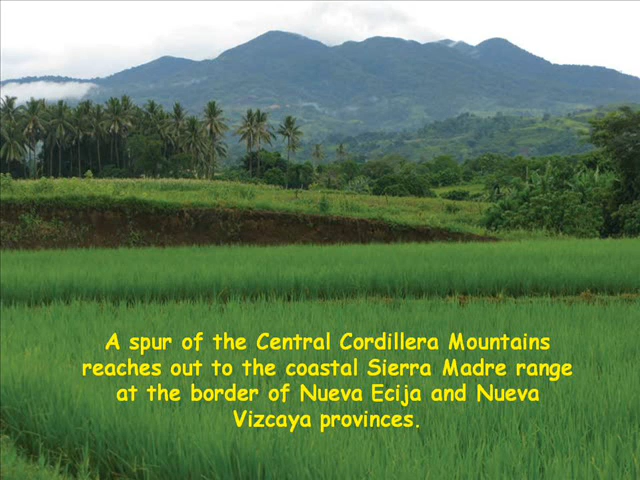 A spur of the Central Cordillera Mountains
reaches out to the coastal Sierra Madre range
at the border of Nueva Ecija and Nueva
Vizcaya provinces.